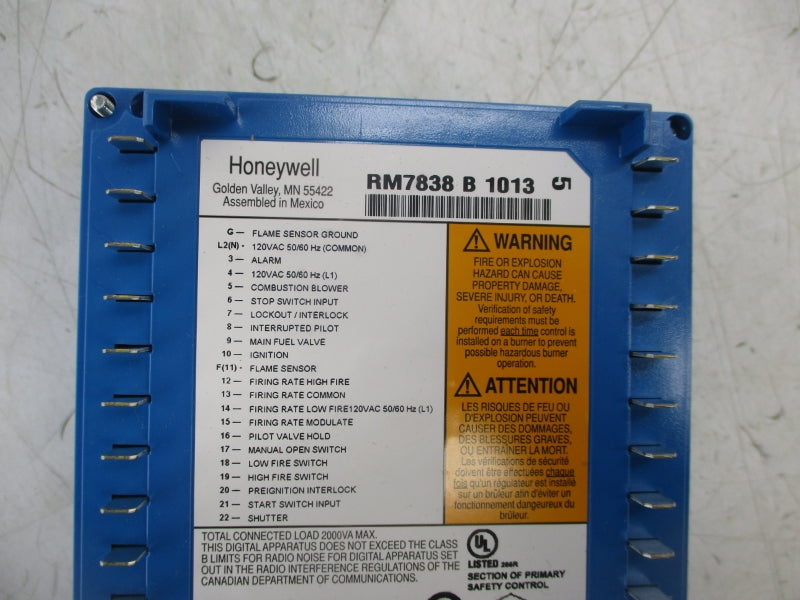 Honeywell
Golden Valley, MN 55422
Assembled in Mexico
RM7838 B 1013 5
G — FLAME SENSOR GROUND
L2(N) - 120VAC 50/60 Hz (COMMON)
3 — ALARM
4 — 120VAC 50/60 Hz (L1)
5 — COMBUSTION BLOWER
6 — STOP SWITCH INPUT
7 — LOCKOUT / INTERLOCK
8 — INTERRUPTED PILOT
9 — MAIN FUEL VALVE
10 — IGNITION
F(11) - FLAME SENSOR
12 — FIRING RATE HIGH FIRE
13 — FIRING RATE COMMON
14 — FIRING RATE LOW FIRE120VAC 50/60 Hz (L1)
15 — FIRING RATE MODULATE
16 — PILOT VALVE HOLD
17 — MANUAL OPEN SWITCH
18 — LOW FIRE SWITCH
19 — HIGH FIRE SWITCH
20 — PREIGNITION INTERLOCK
21 — START SWITCH INPUT
22 — SHUTTER
WARNING
FIRE OR EXPLOSION
HAZARD CAN CAUSE
PROPERTY DAMAGE,
SEVERE INJURY, OR DEATH.
Verification of safety
requirements must be
performed each time control is
installed on a burner to prevent
possible hazardous burner
operation.
ATTENTION
LES RISQUES DE FEU OU
D'EXPLOSION PEUVENT
CAUSER DES DOMMAGES,
DES BLESSURES GRAVES,
OU ENTRAÎNER LA MORT.
Les vérifications de sécurité
doivent être effectuées chaque
fois qu'un régulateur est installé
sur un brûleur afin d'éviter un
fonctionnement dangereux du
brûleur.
TOTAL CONNECTED LOAD 2000VA MAX.
THIS DIGITAL APPARATUS DOES NOT EXCEED THE CLASS
B LIMITS FOR RADIO NOISE FOR DIGITAL APPARATUS SET
OUT IN THE RADIO INTERFERENCE REGULATIONS OF THE
CANADIAN DEPARTMENT OF COMMUNICATIONS.
UL
LISTED 266R
SECTION OF PRIMARY
SAFETY CONTROL